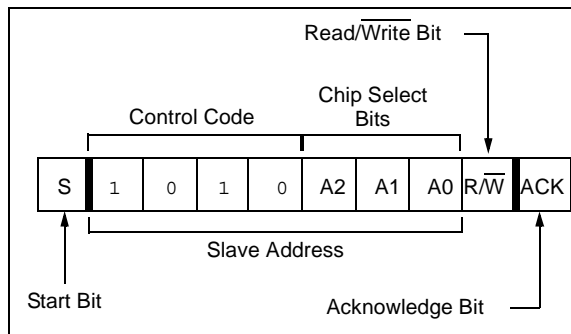 Read/Write Bit
Chip Select
Bits
Control Code
S 1 0 1 0 A2 A1 A0 R/W ACK
Slave Address
Start Bit
Acknowledge Bit